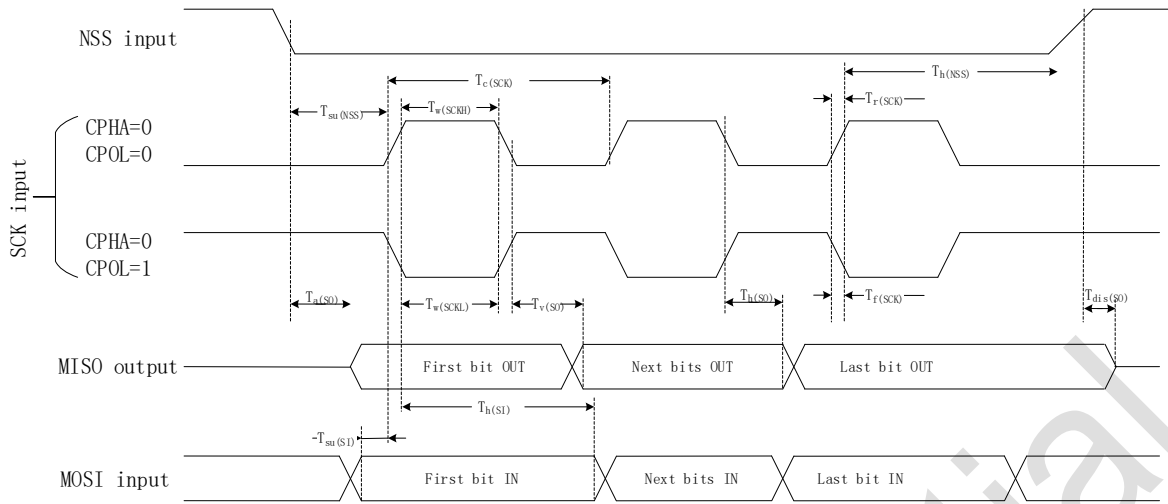 NSS input
Tc(SCK)
Th(NSS)
Tsu(NSS)
Tw(SCKH)
Tr(SCK)
SCK input
CPHA=0
CPOL=0
CPHA=0
CPOL=1
Ta(SO)
Tw(SCKL)
Tv(SO)
Th(SO)
Tf(SCK)
Tdis(SO)
MISO output
First bit OUT
Next bits OUT
Last bit OUT
Th(SI)
-Tsu(SI)
MOSI input
First bit IN
Next bits IN
Last bit IN
ial